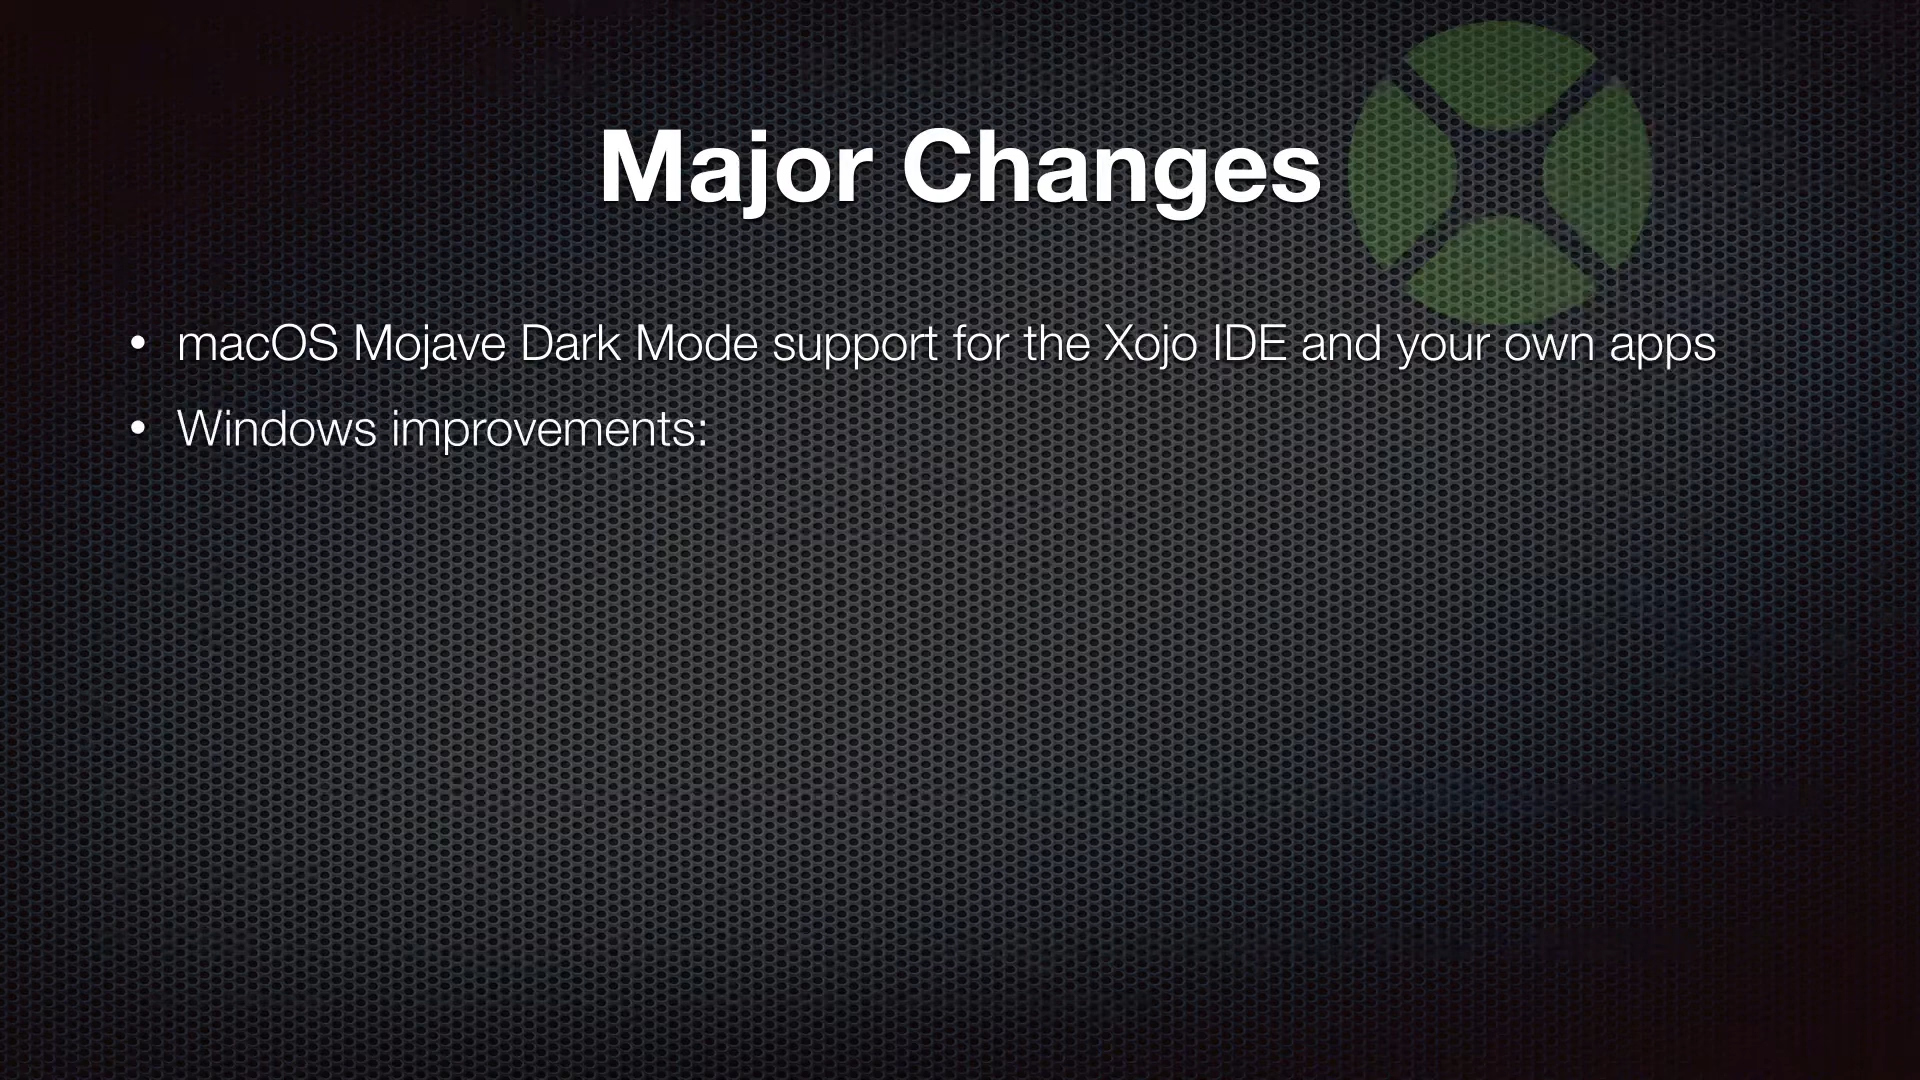 Major Changes
• macOS Mojave Dark Mode support for the Xojo IDE and your own apps
• Windows improvements: